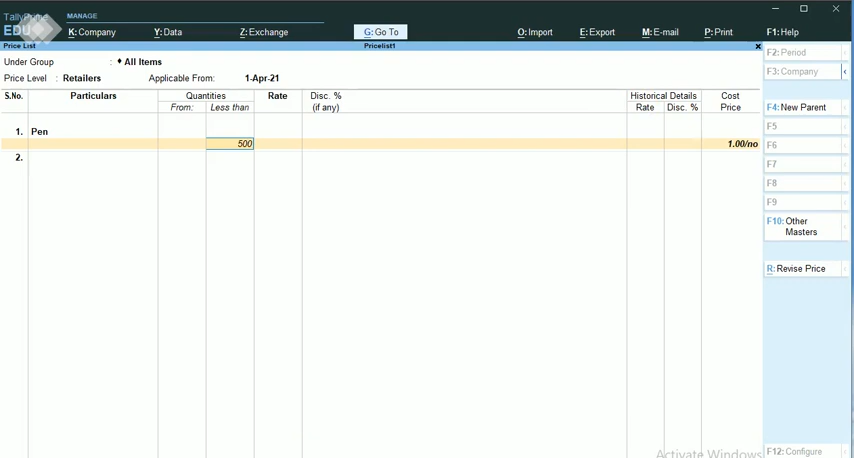 TallyPrime
EDU
MANAGE
K: Company
Y: Data
Z: Exchange
G: Go To
O: Import
E: Export
M: E-mail
P: Print
F1: Help
Price List
Pricelist1
Under Group : ♦ All Items
Price Level : Retailers Applicable From: 1-Apr-21
S.No. Particulars Quantities Rate Disc. % Historical Details Cost
From: Less than (if any) Rate Disc. % Price
1. Pen
500 1.00/no
2.
F2: Period
F3: Company
F4: New Parent
F5
F6
F7
F8
F9
F10: Other
Masters
R: Revise Price
Activate Windows
F12: Configure